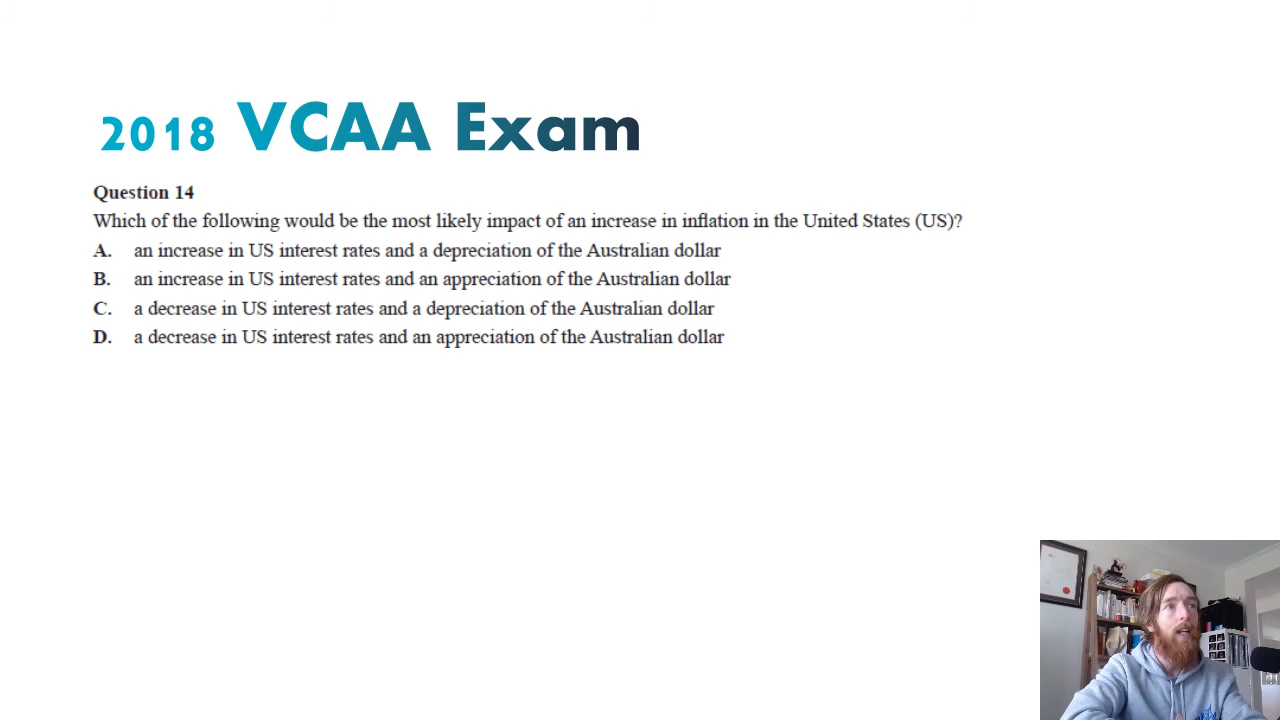 2018 VCAA Exam
Question 14
Which of the following would be the most likely impact of an increase in inflation in the United States (US)?
A. an increase in US interest rates and a depreciation of the Australian dollar
B. an increase in US interest rates and an appreciation of the Australian dollar
C. a decrease in US interest rates and a depreciation of the Australian dollar
D. a decrease in US interest rates and an appreciation of the Australian dollar